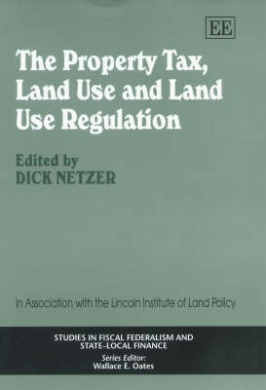 EE
The Property Tax,
Land Use and Land
Use Regulation
Edited by
DICK NETZER
In Association with the Lincoln Institute of Land Policy
STUDIES IN FISCAL FEDERALISM AND
STATE–LOCAL FINANCE
Series Editor:
Wallace E. Oates